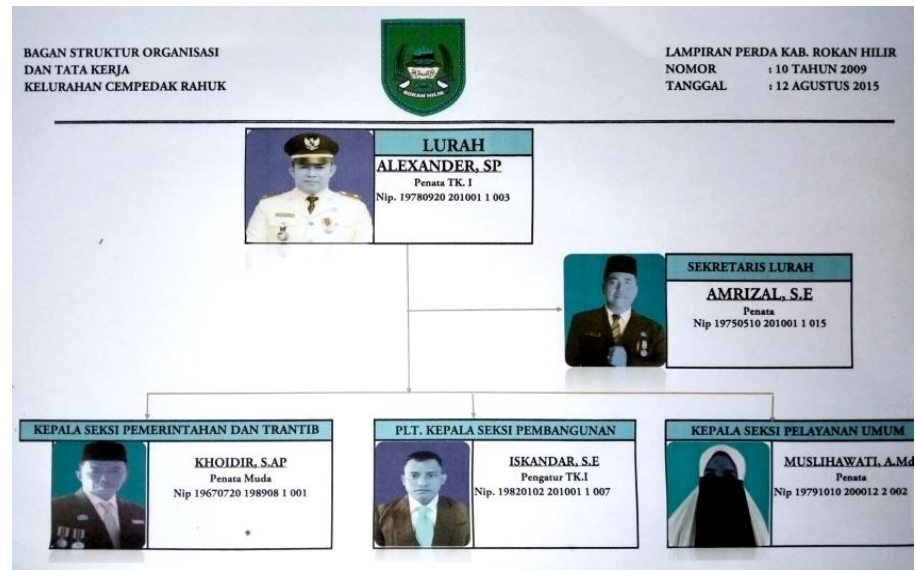 BAGAN STRUKTUR ORGANISASI
DAN TATA KERJA
KELURAHAN CEMPEDAK RAHUK
ROKAN HILIR
LAMPIRAN PERDA KAB. ROKAN HILIR
NOMOR : 10 TAHUN 2009
TANGGAL : 12 AGUSTUS 2015
LURAH
ALEXANDER, SP
Penata TK. I
Nip. 19780920 201001 1 003
SEKRETARIS LURAH
AMRIZAL, S.E
Penata
Nip 19750510 201001 1 015
KEPALA SEKSI PEMERINTAHAN DAN TRANTIB
KHOIDIR, S.AP
Penata Muda
Nip 19670720 198908 1 001
PLT. KEPALA SEKSI PEMBANGUNAN
ISKANDAR, S.E
Pengatur TK.I
Nip. 19820102 201001 1 007
KEPALA SEKSI PELAYANAN UMUM
MUSLIHAWATI, A.Md
Penata
Nip 19791010 200012 2 002